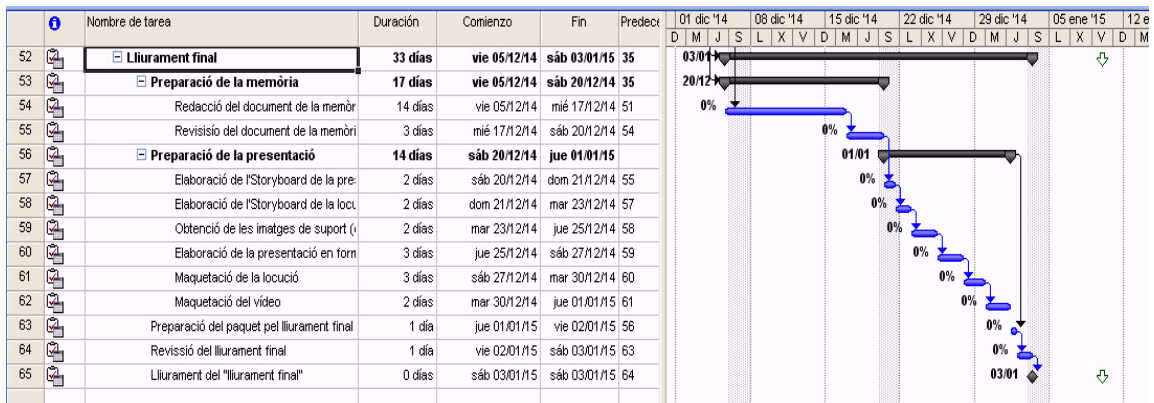 Nombre de tarea Duración Comienzo Fin Predece 01 dic '14 08 dic '14 15 dic '14 22 dic '14 29 dic '14 05 ene '15 12 e
D M J S L X V D M J S L X V D M J S L X V D M
52 Lliurament final 33 días vie 05/12/14 sáb 03/01/15 35 03/01
53 Preparació de la memòria 17 días vie 05/12/14 sáb 20/12/14 35 20/12
54 Redacció del document de la memòr 14 días vie 05/12/14 mié 17/12/14 51 0%
55 Revisisío del document de la memòri 3 días mié 17/12/14 sáb 20/12/14 54 0%
56 Preparació de la presentació 14 días sáb 20/12/14 jue 01/01/15 01/01
57 Elaboració de l'Storyboard de la pre: 2 días sáb 20/12/14 dom 21/12/14 55 0%
58 Elaboració de l'Storyboard de la locu 2 días dom 21/12/14 mar 23/12/14 57 0%
59 Obtenció de les imatges de suport ( 2 días mar 23/12/14 jue 25/12/14 58 0%
60 Elaboració de la presentació en form 3 días jue 25/12/14 sáb 27/12/14 59 0%
61 Maquetació de la locució 3 días sáb 27/12/14 mar 30/12/14 60 0%
62 Maquetació del vídeo 2 días mar 30/12/14 jue 01/01/15 61 0%
63 Preparació del paquet pel lliurament final 1 día jue 01/01/15 vie 02/01/15 56 0%
64 Revissió del lliurament final 1 día vie 02/01/15 sáb 03/01/15 63 0%
65 Lliurament del "lliurament final" 0 días sáb 03/01/15 sáb 03/01/15 64 03/01